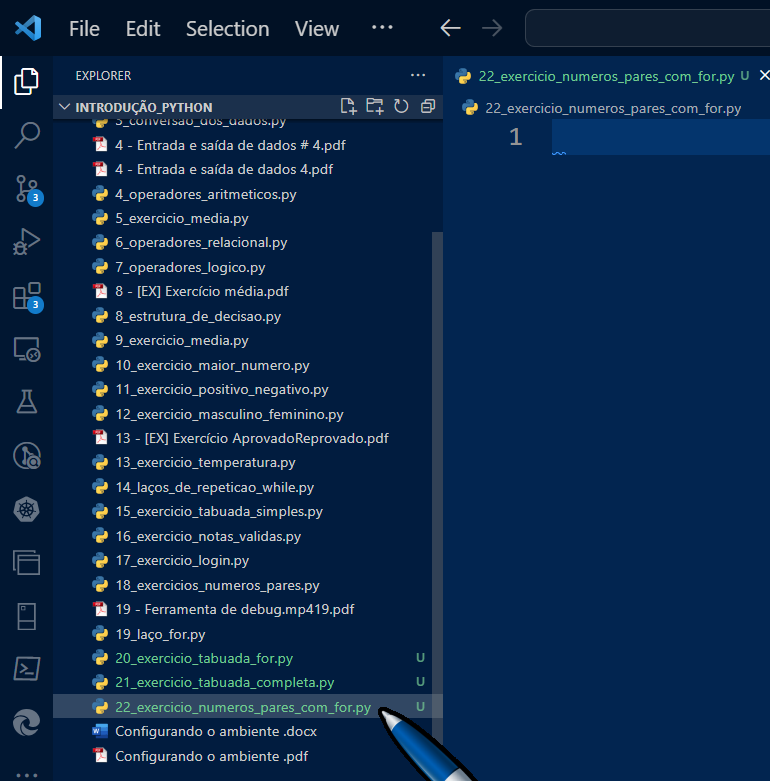 File Edit Selection View ...
EXPLORER ...
22_exercicio_numeros_pares_com_for.py U
INTRODUÇÃO_PYTHON
22_exercicio_numeros_pares_com_for.py
1
3_conversao_dos_dados.py
4 - Entrada e saída de dados # 4.pdf
4 - Entrada e saída de dados 4.pdf
4_operadores_aritmeticos.py
3
5_exercicio_media.py
6_operadores_relacional.py
7_operadores_logico.py
8 - [EX] Exercício média.pdf
3
8_estrutura_de_decisao.py
9_exercicio_media.py
10_exercicio_maior_numero.py
11_exercicio_positivo_negativo.py
12_exercicio_masculino_feminino.py
13 - [EX] Exercício AprovadoReprovado.pdf
13_exercicio_temperatura.py
14_laços_de_repeticao_while.py
15_exercicio_tabuada_simples.py
16_exercicio_notas_validas.py
17_exercicio_login.py
18_exercicios_numeros_pares.py
19 - Ferramenta de debug.mp419.pdf
19_laço_for.py
20_exercicio_tabuada_for.py U
21_exercicio_tabuada_completa.py U
22_exercicio_numeros_pares_com_for.py U
Configurando o ambiente .docx
Configurando o ambiente .pdf